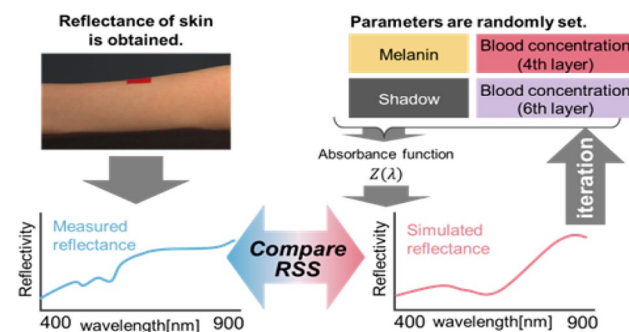 Reflectance of skin
is obtained.
Parameters are randomly set.
Melanin
Blood concentration
(4th layer)
Shadow
Blood concentration
(6th layer)
Absorbance function
Z(λ)
iteration
Measured
reflectance
Reflectivity
400 wavelength[nm] 900
Compare
RSS
Simulated
reflectance
Reflectivity
400 wavelength[nm] 900